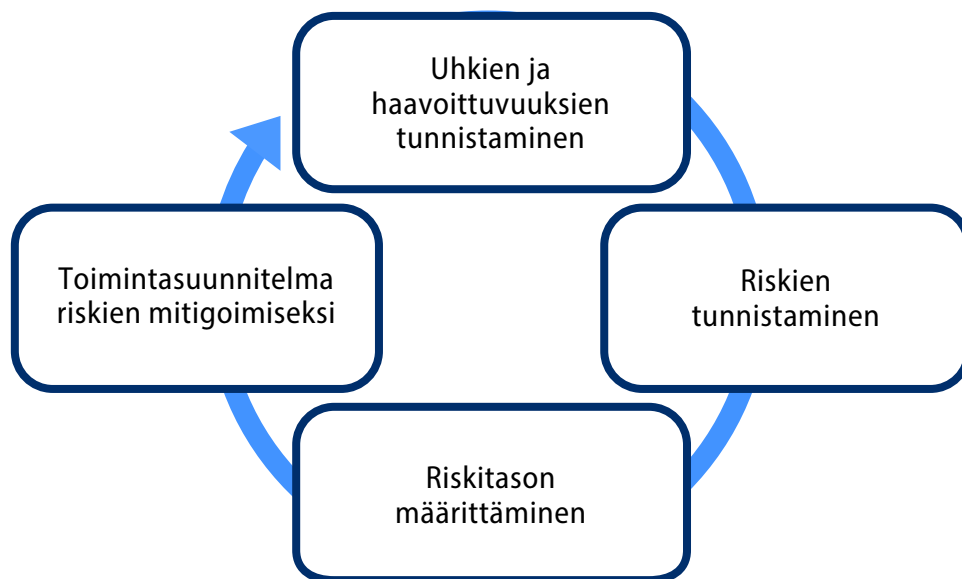 Uhkien ja
haavoittuvuuksien
tunnistaminen
Riskien
tunnistaminen
Riskitason
määrittäminen
Toimintasuunnitelma
riskien mitigoimiseksi